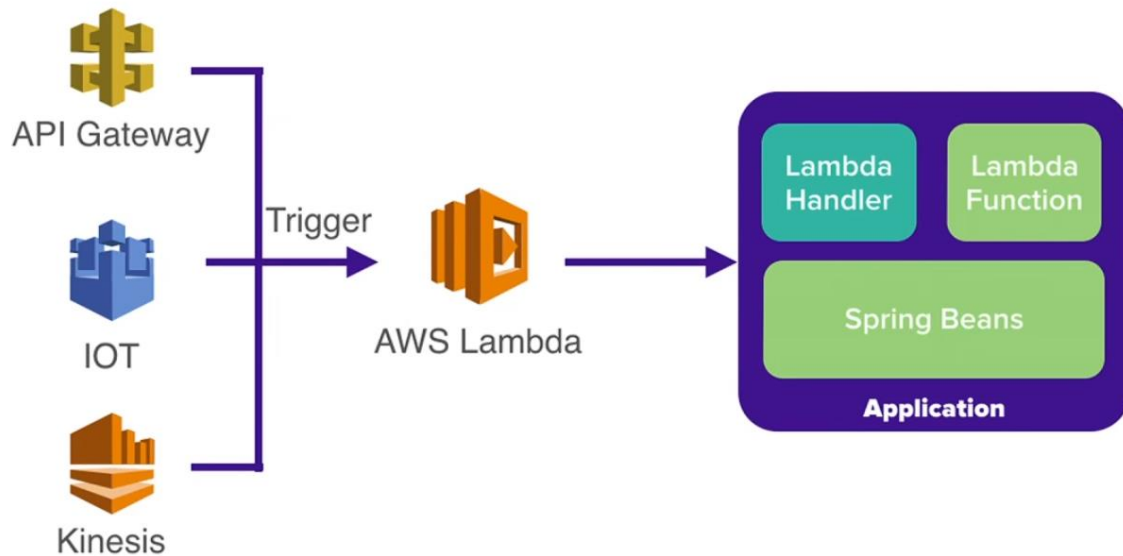 API Gateway
Trigger
IOT
Kinesis
AWS Lambda
Lambda
Handler
Lambda
Function
Spring Beans
Application